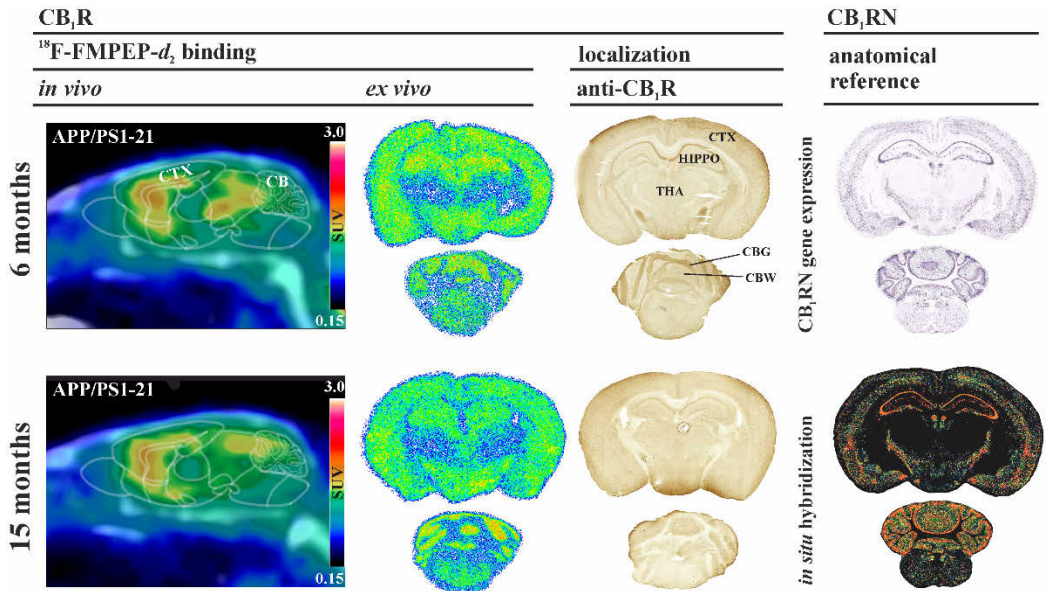 CB₁R
CB₁RN
¹⁸F-FMPEP-d₂ binding
localization
anatomical
reference
in vivo
ex vivo
anti-CB₁R
6 months
APP/PS1-21
3.0
CTX
CB
SUV
0.15
CTX
HIPPO
THA
CBG
CBW
CB₁RN gene expression
15 months
APP/PS1-21
3.0
SUV
0.15
in situ hybridization